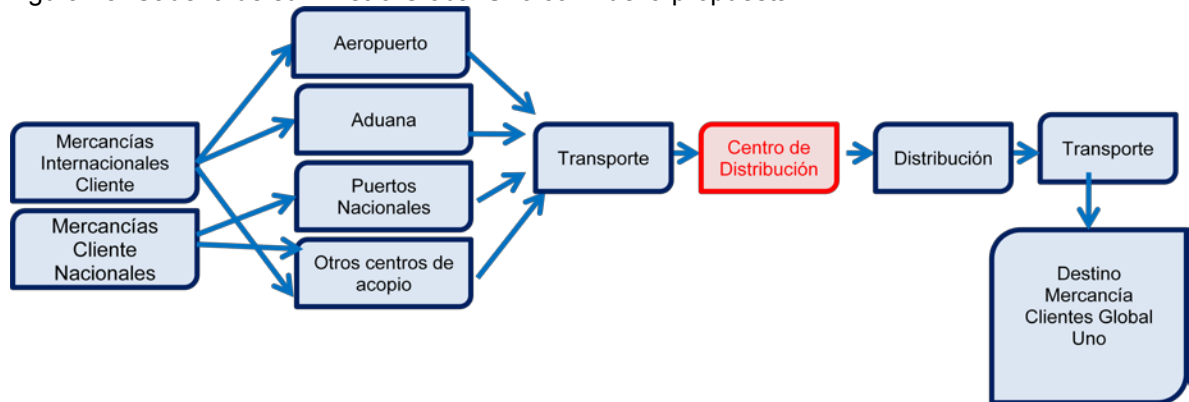 Aeropuerto
Aduana
Mercancías
Internacionales
Cliente
Puertos
Nacionales
Mercancías
Cliente
Nacionales
Otros centros de
acopio
Transporte
Centro de
Distribución
Distribución
Transporte
Destino
Mercancía
Clientes Global
Uno